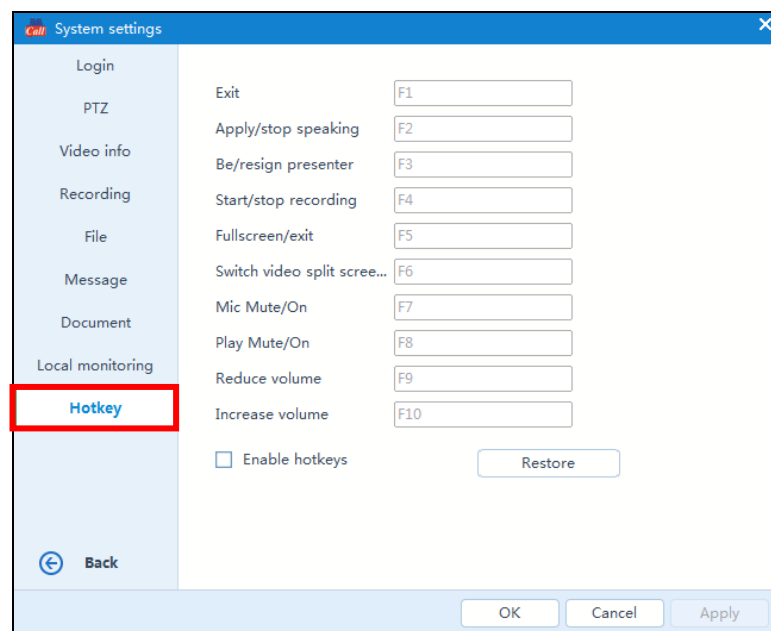 Call System settings
Login
PTZ
Video info
Recording
File
Message
Document
Local monitoring
Hotkey
Back
Exit F1
Apply/stop speaking F2
Be/resign presenter F3
Start/stop recording F4
Fullscreen/exit F5
Switch video split scree... F6
Mic Mute/On F7
Play Mute/On F8
Reduce volume F9
Increase volume F10
Enable hotkeys Restore
OK Cancel Apply